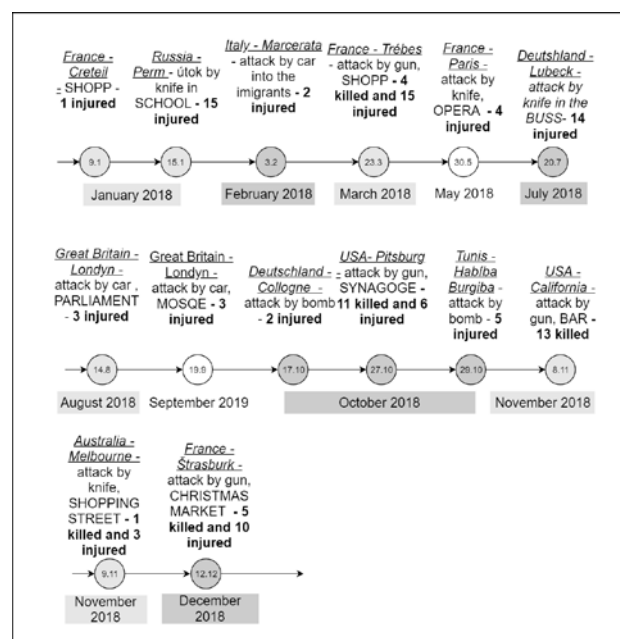 France -
Creteil
- SHOPP -
1 injured
Russia -
Perm - útok by
knife in
SCHOOL - 15
injured
Italy - Marcerata
- attack by car
into the
imigrants - 2
injured
France - Trébes
- attack by gun,
SHOPP - 4
killed and 15
injured
France -
Paris -
attack by
knife,
OPERA - 4
injured
Deutshland -
Lubeck -
attack by
knife in the
BUSS- 14
injured
9.1
15.1
3.2
23.3
30.5
20.7
January 2018
February 2018
March 2018
May 2018
July 2018
Great Britain -
Londyn -
attack by car ,
PARLIAMENT
- 3 injured
Great Britain -
Londyn -
attack by car,
MOSQE - 3
injured
Deutschland -
Collogne -
attack by bomb
- 2 injured
USA- Pitsburg
- attack by gun,
SYNAGOGE -
11 killed and 6
injured
Tunis -
Habiba
Burgiba -
attack by
bomb - 5
injured
USA -
California -
attack by
gun, BAR -
13 killed
14.8
19.9
17.10
27.10
29.10
8.11
August 2018
September 2019
October 2018
November 2018
Australia -
Melbourne -
attack by
knife,
SHOPPING
STREET - 1
killed and 3
injured
France -
Štrasburk -
attack by gun,
CHRISTMAS
MARKET - 5
killed and 10
injured
9.11
12.12
November
2018
December
2018